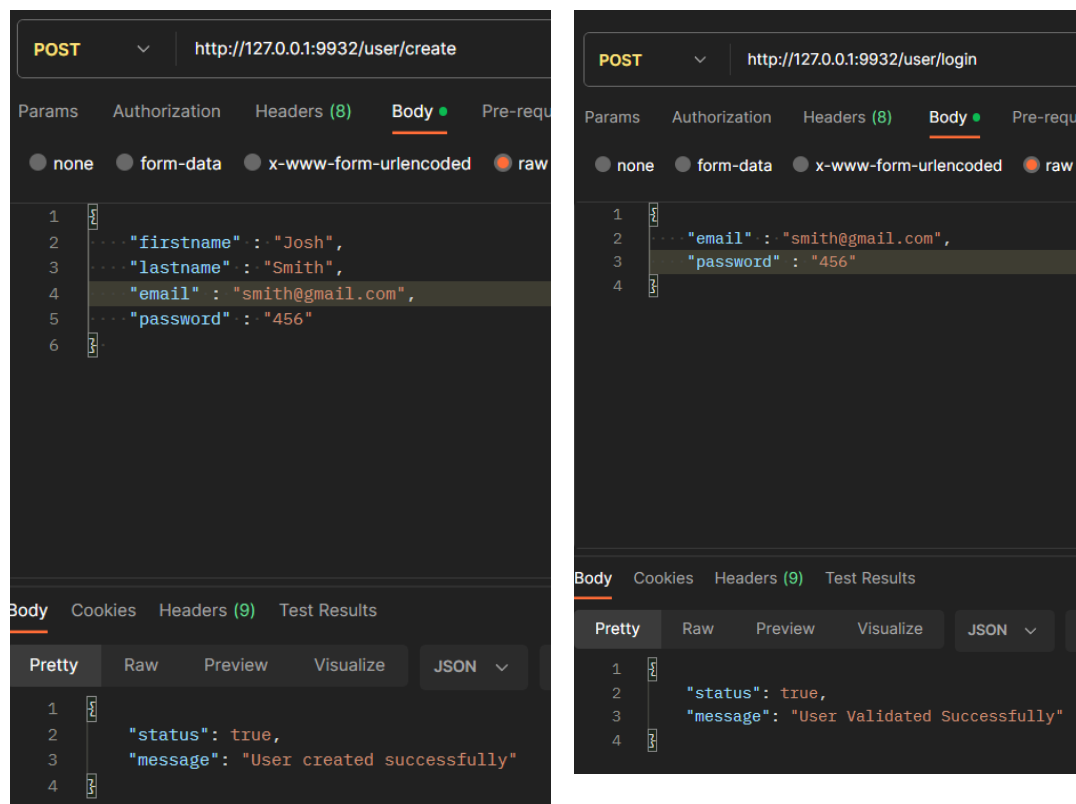 POST http://127.0.0.1:9932/user/create
Params Authorization Headers (8) Body Pre-requ
none form-data x-www-form-urlencoded raw
1 {
2 "firstname" : "Josh",
3 "lastname" : "Smith",
4 "email" : "smith@gmail.com",
5 "password" : "456"
6 }
Body Cookies Headers (9) Test Results
Pretty Raw Preview Visualize JSON
1 {
2 "status": true,
3 "message": "User created successfully"
4 }
POST http://127.0.0.1:9932/user/login
Params Authorization Headers (8) Body Pre-requ
none form-data x-www-form-urlencoded raw
1 {
2 "email" : "smith@gmail.com",
3 "password" : "456"
4 }
Body Cookies Headers (9) Test Results
Pretty Raw Preview Visualize JSON
1 {
2 "status": true,
3 "message": "User Validated Successfully"
4 }